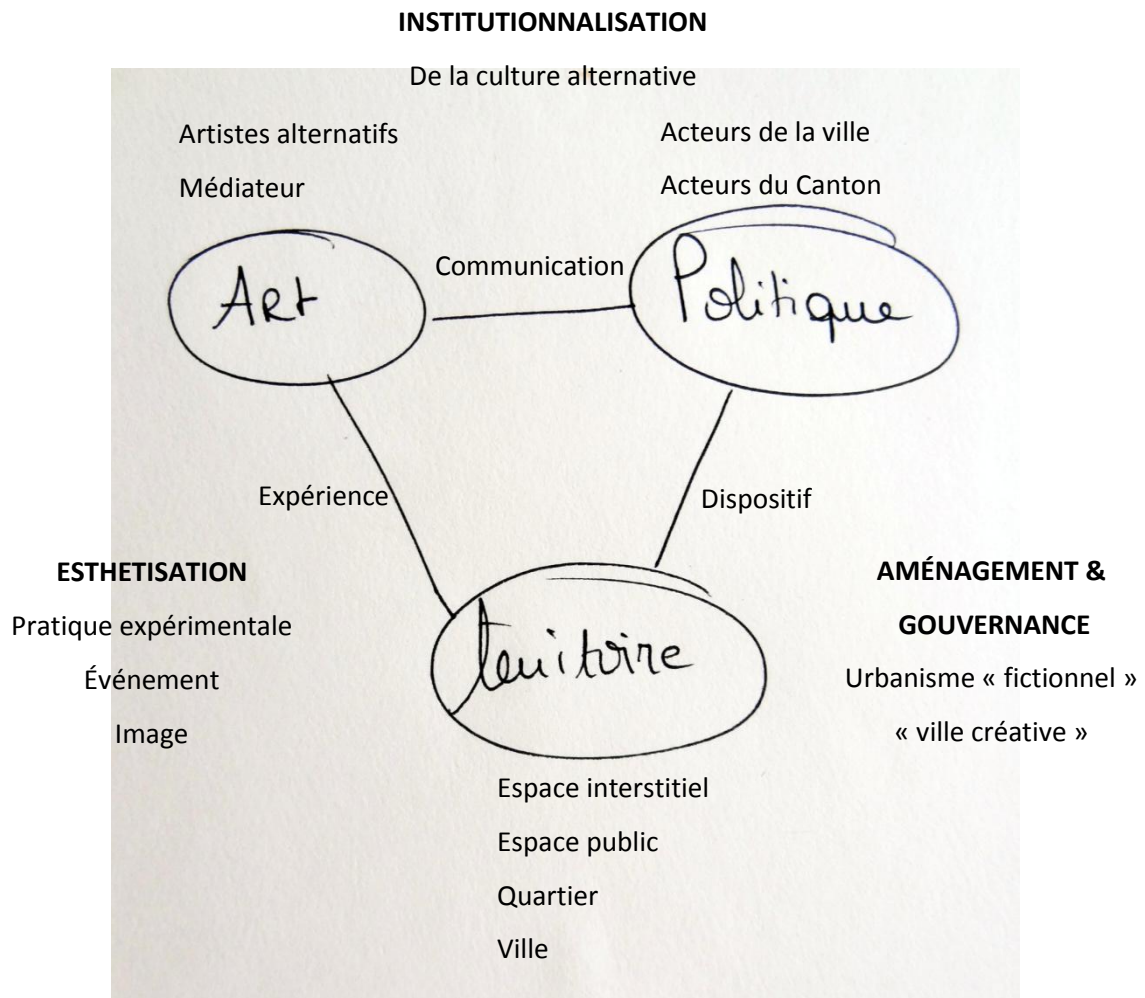 INSTITUTIONNALISATION
De la culture alternative
Artistes alternatifs
Médiateur
Acteurs de la ville
Acteurs du Canton
Art
Communication
Politique
Expérience
Dispositif
ESTHETISATION
Pratique expérimentale
Événement
Image
AMÉNAGEMENT &
GOUVERNANCE
Urbanisme « fictionnel »
« ville créative »
territoire
Espace interstitiel
Espace public
Quartier
Ville